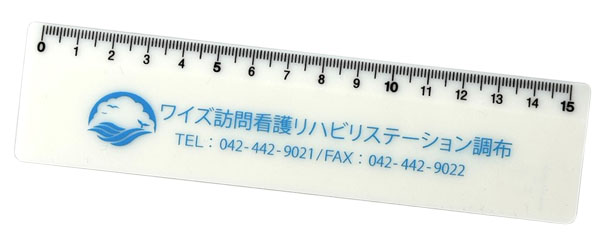 0 1 2 3 4 5 6 7 8 9 10 11 12 13 14 15
ワイズ訪問看護リハビリステーション調布
TEL：042-442-9021/FAX：042-442-9022